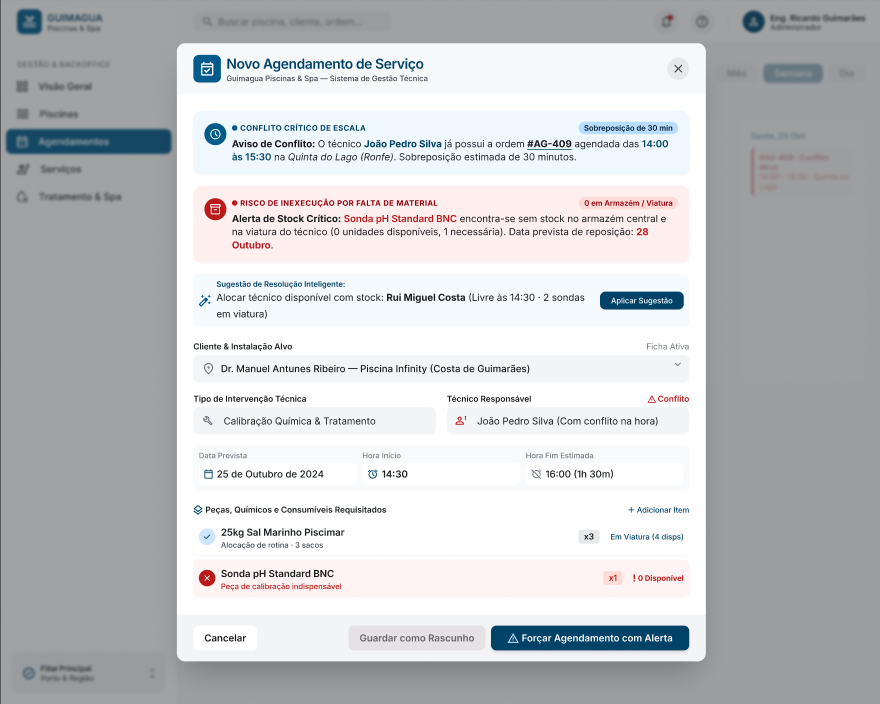 GUIMAGUA
Piscinas & Spa
Buscar piscina, cliente, ordem...
Eng. Ricardo Guimarães
Administrador
GESTÃO & BACKOFFICE
Visão Geral
Piscinas
Agendamentos
Serviços
Tratamento & Spa
Mês
Semana
Dia
Filial Principal
Porto & Região
Novo Agendamento de Serviço
Guimagua Piscinas & Spa — Sistema de Gestão Técnica
CONFLITO CRÍTICO DE ESCALA
Sobreposição de 30 min
Aviso de Conflito: O técnico João Pedro Silva já possui a ordem #AG-409 agendada das 14:00
às 15:30 na Quinta do Lago (Ronfe). Sobreposição estimada de 30 minutos.
RISCO DE INEXECUÇÃO POR FALTA DE MATERIAL
0 em Armazém / Viatura
Alerta de Stock Crítico: Sonda pH Standard BNC encontra-se sem stock no armazém central e
na viatura do técnico (0 unidades disponíveis, 1 necessária). Data prevista de reposição: 28
Outubro.
Sugestão de Resolução Inteligente:
Alocar técnico disponível com stock: Rui Miguel Costa (Livre às 14:30 · 2 sondas
em viatura)
Aplicar Sugestão
Cliente & Instalação Alvo
Ficha Ativa
Dr. Manuel Antunes Ribeiro — Piscina Infinity (Costa de Guimarães)
Tipo de Intervenção Técnica
Técnico Responsável
Conflito
Calibração Química & Tratamento
João Pedro Silva (Com conflito na hora)
Data Prevista
Hora Início
Hora Fim Estimada
25 de Outubro de 2024
14:30
16:00 (1h 30m)
Peças, Químicos e Consumíveis Requisitados
+ Adicionar Item
25kg Sal Marinho Piscimar
Alocação de rotina · 3 sacos
x3
Em Viatura (4 disps)
Sonda pH Standard BNC
Peça de calibração indispensável
x1
! 0 Disponível
Cancelar
Guardar como Rascunho
Forçar Agendamento com Alerta